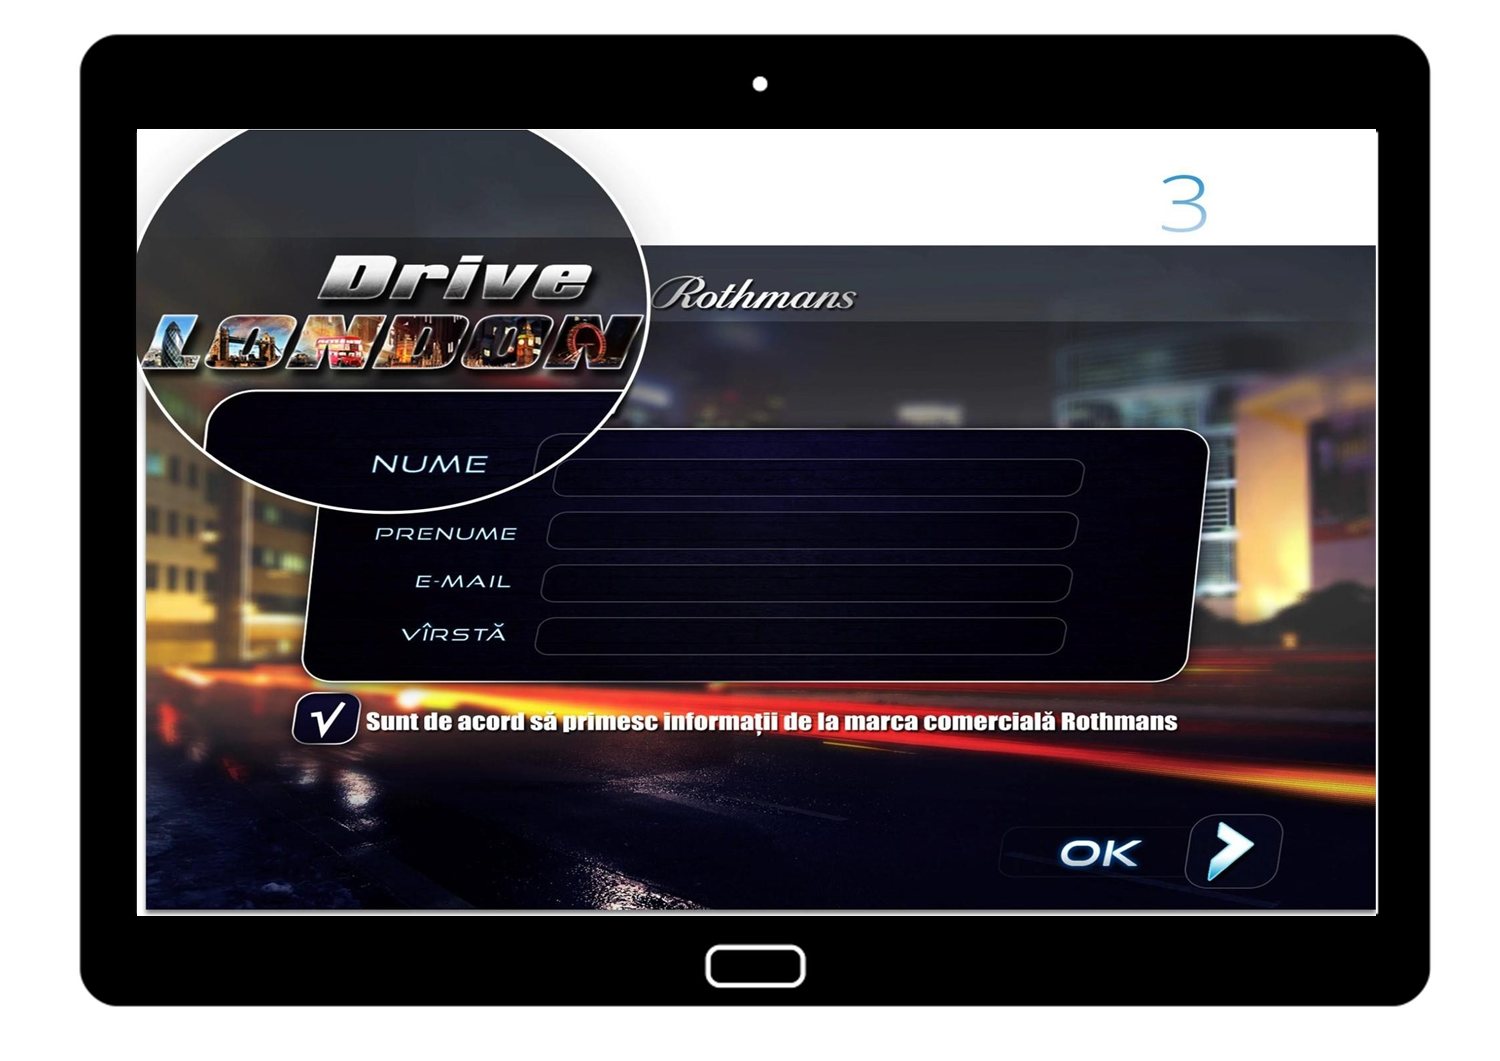 3
Drive
LONDON
Rothmans
NUME
PRENUME
E-MAIL
VÎRSTĂ
Sunt de acord să primesc informații de la marca comercială Rothmans
OK